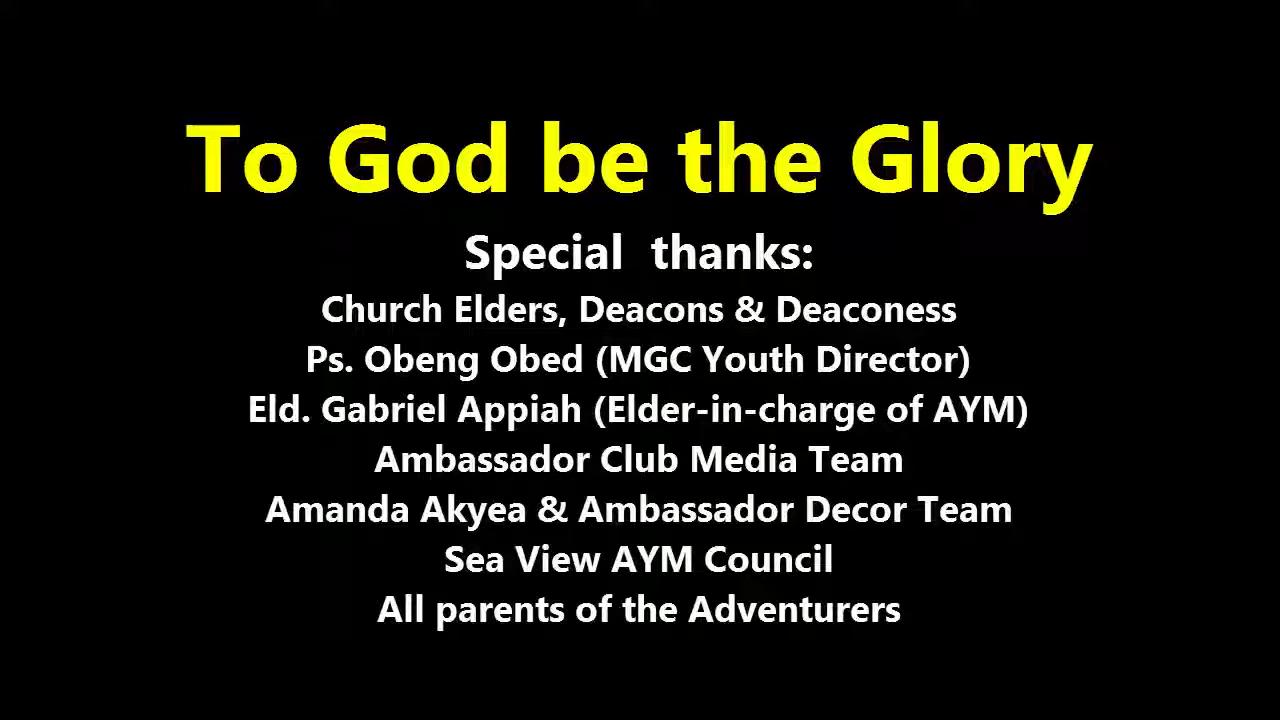 To God be the Glory
Special  thanks:
Church Elders, Deacons & Deaconess
Ps. Obeng Obed (MGC Youth Director)
Eld. Gabriel Appiah (Elder-in-charge of AYM)
Ambassador Club Media Team
Amanda Akyea & Ambassador Decor Team
Sea View AYM Council
All parents of the Adventurers